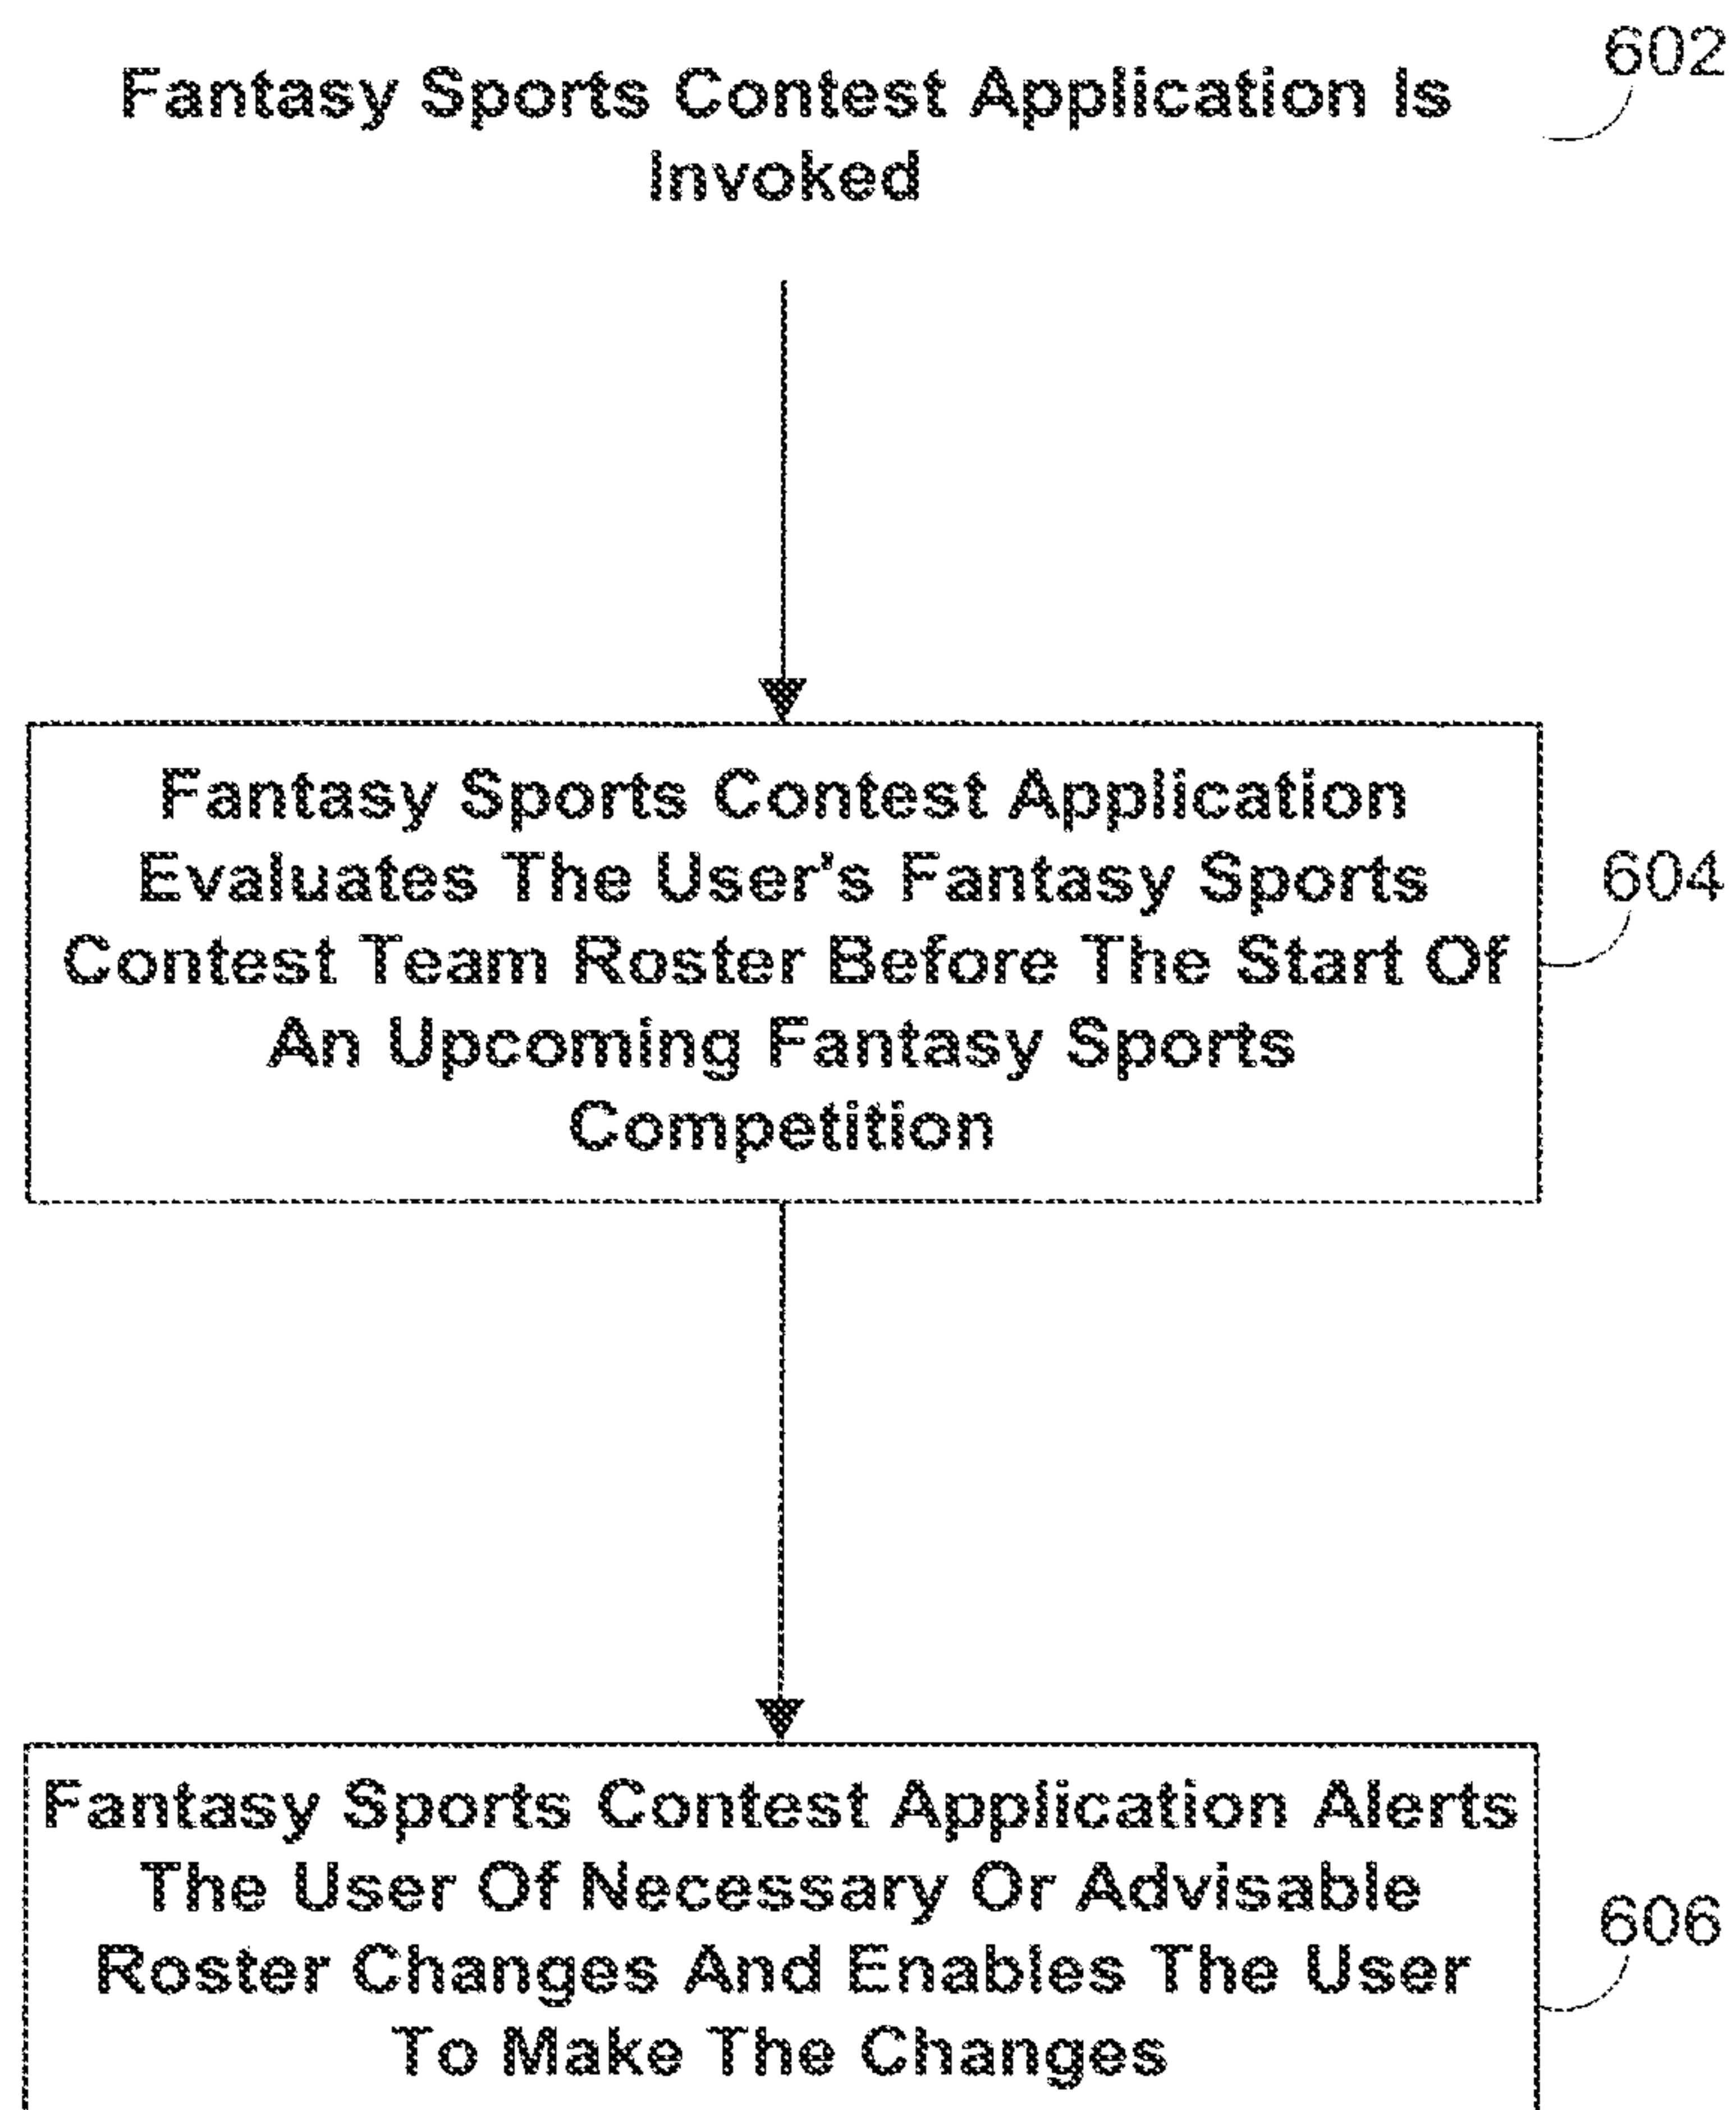 602
Fantasy Sports Contest Application Is
Invoked
Fantasy Sports Contest Application
Evaluates The User's Fantasy Sports
Contest Team Roster Before The Start Of
An Upcoming Fantasy Sports
Competition
604
Fantasy Sports Contest Application Alerts
The User Of Necessary Or Advisable
Roster Changes And Enables The User
To Make The Changes
606